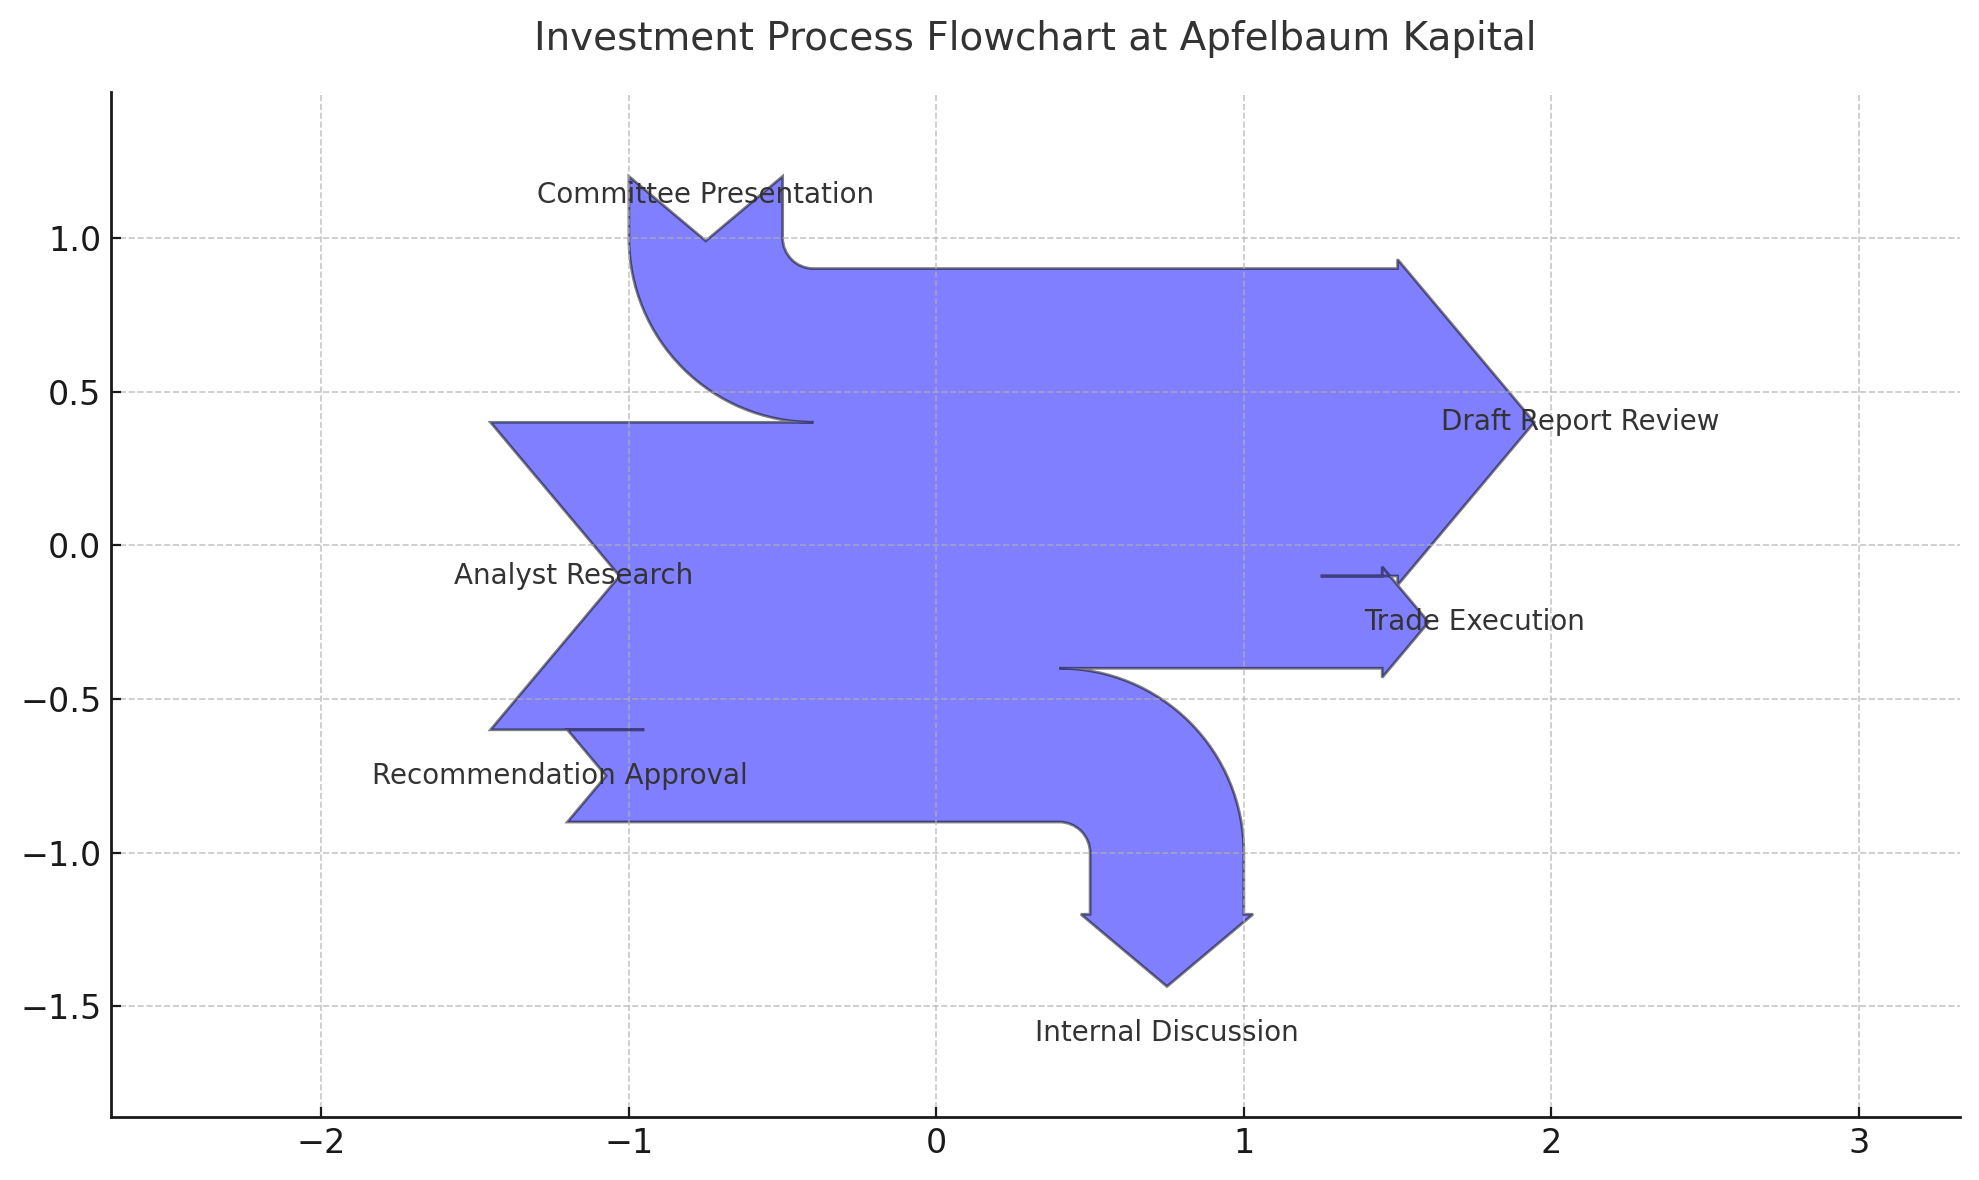 Investment Process Flowchart at Apfelbaum Kapital
Committee Presentation
1.0
0.5
Draft Report Review
0.0
Analyst Research
Trade Execution
−0.5
Recommendation Approval
−1.0
−1.5
Internal Discussion
−2 −1 0 1 2 3